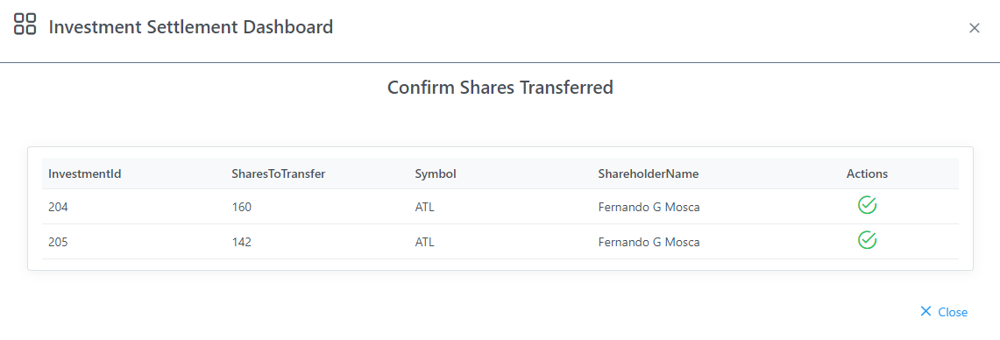 Investment Settlement Dashboard
Confirm Shares Transferred
InvestmentId SharesToTransfer Symbol ShareholderName Actions
204 160 ATL Fernando G Mosca
205 142 ATL Fernando G Mosca
Close